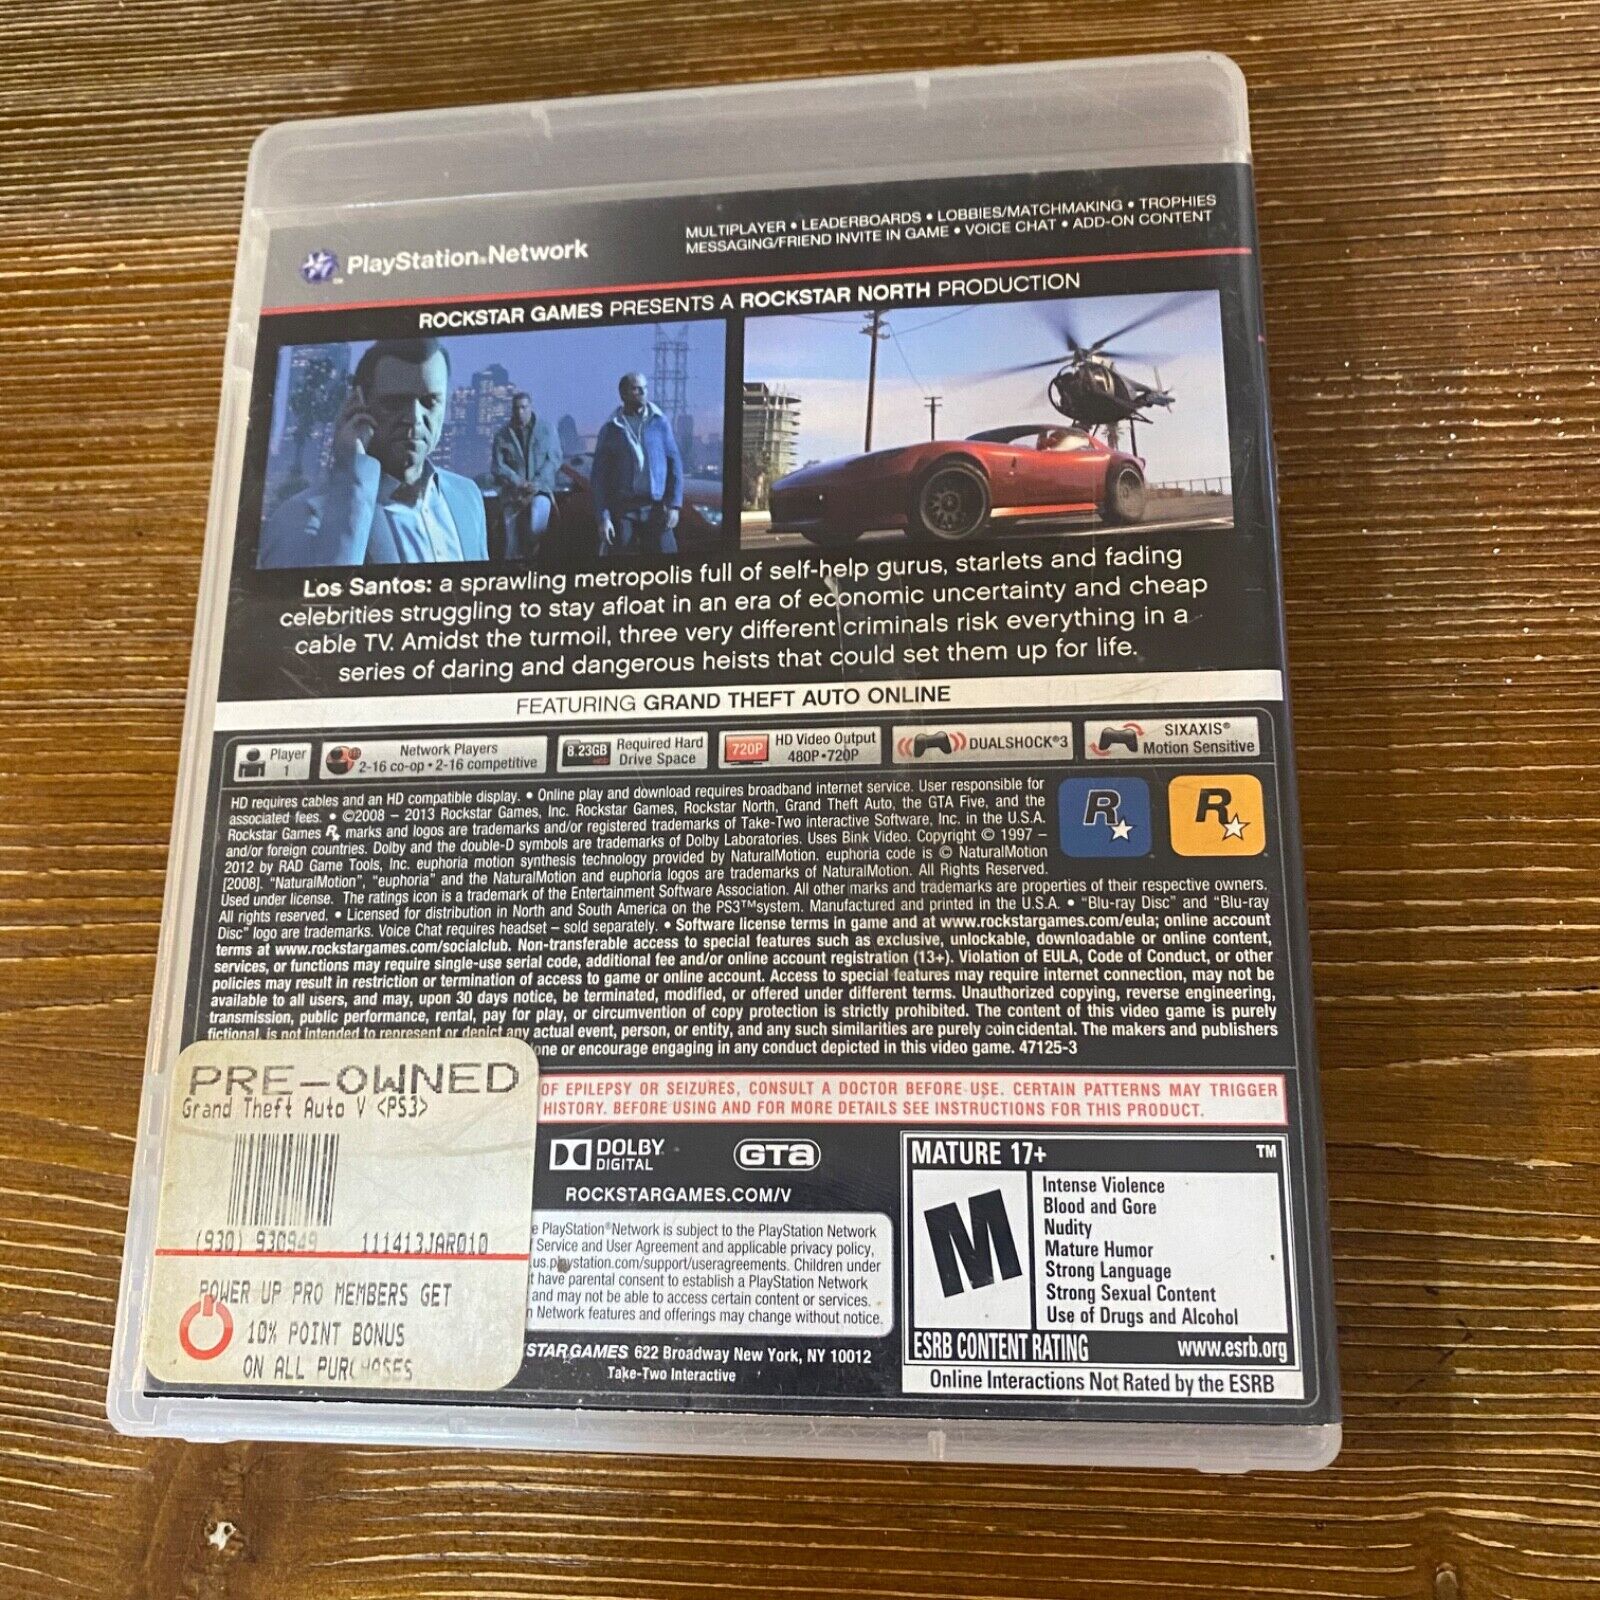 PlayStation®Network
MULTIPLAYER • LEADERBOARDS • LOBBIES/MATCHMAKING • TROPHIES
MESSAGING/FRIEND INVITE IN GAME • VOICE CHAT • ADD-ON CONTENT
ROCKSTAR GAMES PRESENTS A ROCKSTAR NORTH PRODUCTION
Los Santos: a sprawling metropolis full of self-help gurus, starlets and fading
celebrities struggling to stay afloat in an era of economic uncertainty and cheap
cable TV. Amidst the turmoil, three very different criminals risk everything in a
series of daring and dangerous heists that could set them up for life.
FEATURING GRAND THEFT AUTO ONLINE
Player
1
Network Players
2-16 co-op • 2-16 competitive
8.23GB
Required Hard
Drive Space
720P
HD Video Output
480P•720P
DUALSHOCK®3
SIXAXIS®
Motion Sensitive
HD requires cables and an HD compatible display. • Online play and download requires broadband internet service. User responsible for
associated fees. • ©2008 – 2013 Rockstar Games, Inc. Rockstar Games, Rockstar North, Grand Theft Auto, the GTA Five, and the
Rockstar Games R★ marks and logos are trademarks and/or registered trademarks of Take-Two interactive Software, Inc. in the U.S.A.
and/or foreign countries. Dolby and the double-D symbols are trademarks of Dolby Laboratories. Uses Bink Video. Copyright © 1997 –
2012 by RAD Game Tools, Inc. euphoria motion synthesis technology provided by NaturalMotion. euphoria code is © NaturalMotion
[2008]. "NaturalMotion", "euphoria" and the NaturalMotion and euphoria logos are trademarks of NaturalMotion. All Rights Reserved.
Used under license. The ratings icon is a trademark of the Entertainment Software Association. All other marks and trademarks are properties of their respective owners.
All rights reserved. • Licensed for distribution in North and South America on the PS3™ system. Manufactured and printed in the U.S.A. • "Blu-ray Disc" and "Blu-ray
Disc" logo are trademarks. Voice Chat requires headset – sold separately. • Software license terms in game and at www.rockstargames.com/eula; online account
terms at www.rockstargames.com/socialclub. Non-transferable access to special features such as exclusive, unlockable, downloadable or online content,
services, or functions may require single-use serial code, additional fee and/or online account registration (13+). Violation of EULA, Code of Conduct, or other
policies may result in restriction or termination of access to game or online account. Access to special features may require internet connection, may not be
available to all users, and may, upon 30 days notice, be terminated, modified, or offered under different terms. Unauthorized copying, reverse engineering,
transmission, public performance, rental, pay for play, or circumvention of copy protection is strictly prohibited. The content of this video game is purely
fictional, is not intended to represent or depict any actual event, person, or entity, and any such similarities are purely coincidental. The makers and publishers
one or encourage engaging in any conduct depicted in this video game. 47125-3
R
R
OF EPILEPSY OR SEIZURES, CONSULT A DOCTOR BEFORE USE. CERTAIN PATTERNS MAY TRIGGER
HISTORY. BEFORE USING AND FOR MORE DETAILS SEE INSTRUCTIONS FOR THIS PRODUCT.
PRE-OWNED
Grand Theft Auto V <PS3>
(930) 930949 111413JAR010
POWER UP PRO MEMBERS GET
10% POINT BONUS
ON ALL PURCHASES
DOLBY
DIGITAL
GTA
ROCKSTARGAMES.COM/V
e PlayStation®Network is subject to the PlayStation Network
Service and User Agreement and applicable privacy policy,
us.playstation.com/support/useragreements. Children under
t have parental consent to establish a PlayStation Network
and may not be able to access certain content or services.
n Network features and offerings may change without notice.
STAR GAMES 622 Broadway New York, NY 10012
Take-Two Interactive
MATURE 17+ ™
M
Intense Violence
Blood and Gore
Nudity
Mature Humor
Strong Language
Strong Sexual Content
Use of Drugs and Alcohol
ESRB CONTENT RATING www.esrb.org
Online Interactions Not Rated by the ESRB